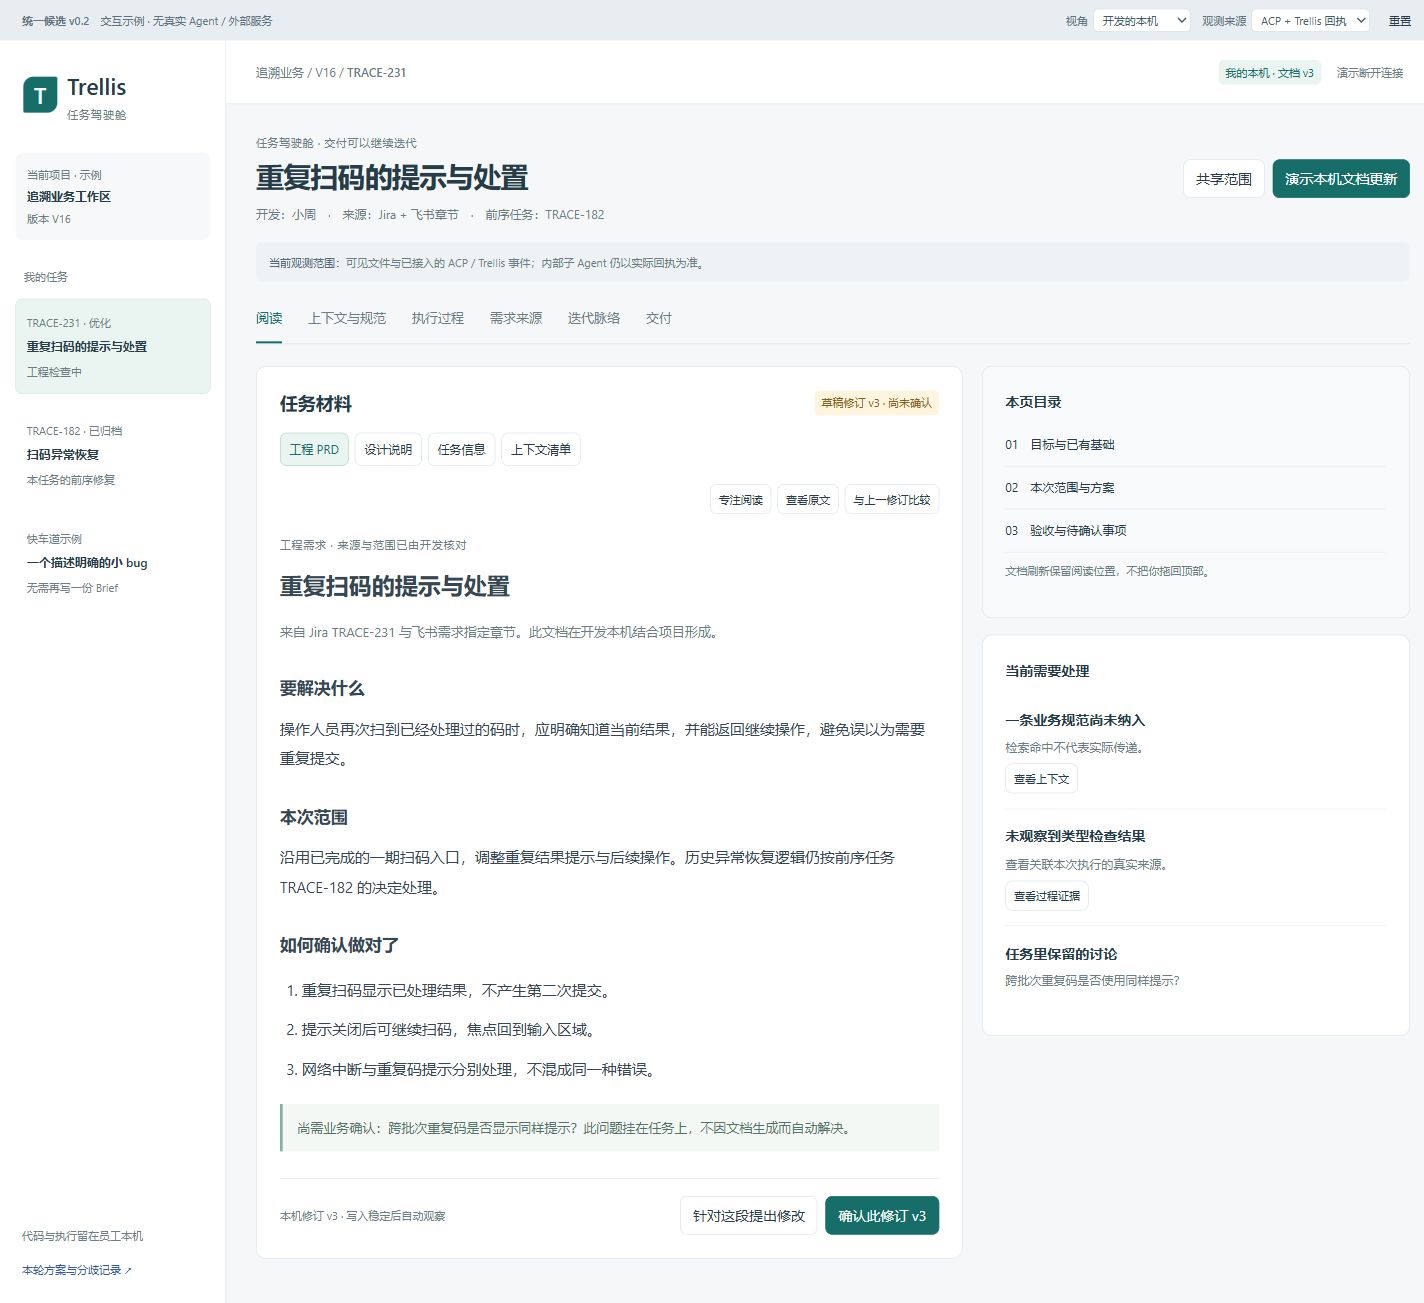 统一候选 v0.2 交互示例 · 无真实 Agent / 外部服务
视角 开发的本机 观测来源 ACP + Trellis 回执 重置
T
Trellis
任务驾驶舱
当前项目 · 示例
追溯业务工作区
版本 V16
我的任务
TRACE-231 · 优化
重复扫码的提示与处置
工程检查中
TRACE-182 · 已归档
扫码异常恢复
本任务的前序修复
快车道示例
一个描述明确的小 bug
无需再写一份 Brief
代码与执行留在员工本机
本轮方案与分歧记录 ↗
追溯业务 / V16 / TRACE-231
我的本机 · 文档 v3 演示断开连接
任务驾驶舱 · 交付可以继续迭代
重复扫码的提示与处置
共享范围 演示本机文档更新
开发：小周 · 来源：Jira + 飞书章节 · 前序任务：TRACE-182
当前观测范围：可见文件与已接入的 ACP / Trellis 事件；内部子 Agent 仍以实际回执为准。
阅读 上下文与规范 执行过程 需求来源 迭代脉络 交付
任务材料
草稿修订 v3 · 尚未确认
工程 PRD 设计说明 任务信息 上下文清单
专注阅读 查看原文 与上一修订比较
工程需求 · 来源与范围已由开发核对
重复扫码的提示与处置
来自 Jira TRACE-231 与飞书需求指定章节。此文档在开发本机结合项目形成。
要解决什么
操作人员再次扫到已经处理过的码时，应明确知道当前结果，并能返回继续操作，避免误以为需要
重复提交。
本次范围
沿用已完成的一期扫码入口，调整重复结果提示与后续操作。历史异常恢复逻辑仍按前序任务
TRACE-182 的决定处理。
如何确认做对了
1. 重复扫码显示已处理结果，不产生第二次提交。
2. 提示关闭后可继续扫码，焦点回到输入区域。
3. 网络中断与重复码提示分别处理，不混成同一种错误。
尚需业务确认：跨批次重复码是否显示同样提示？此问题挂在任务上，不因文档生成而自动解决。
本机修订 v3 · 写入稳定后自动观察
针对这段提出修改 确认此修订 v3
本页目录
01 目标与已有基础
02 本次范围与方案
03 验收与待确认事项
文档刷新保留阅读位置，不把你拖回顶部。
当前需要处理
一条业务规范尚未纳入
检索命中不代表实际传递。
查看上下文
未观察到类型检查结果
查看关联本次执行的真实来源。
查看过程证据
任务里保留的讨论
跨批次重复码是否使用同样提示？